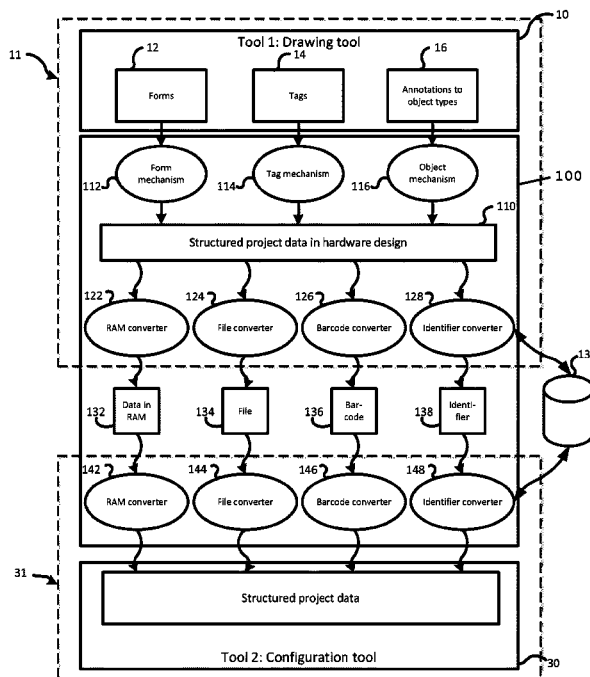 10
11
Tool 1: Drawing tool
12
14
16
Forms
Tags
Annotations to
object types
Form
mechanism
Tag mechanism
Object
mechanism
112
114
116
100
110
Structured project data in hardware design
122
124
126
128
RAM converter
File converter
Barcode converter
Identifier converter
13
Data in
RAM
File
Bar-
code
Identi-
fier
132
134
136
138
142
144
146
148
RAM converter
File converter
Barcode converter
Identifier converter
31
Structured project data
Tool 2: Configuration tool
30